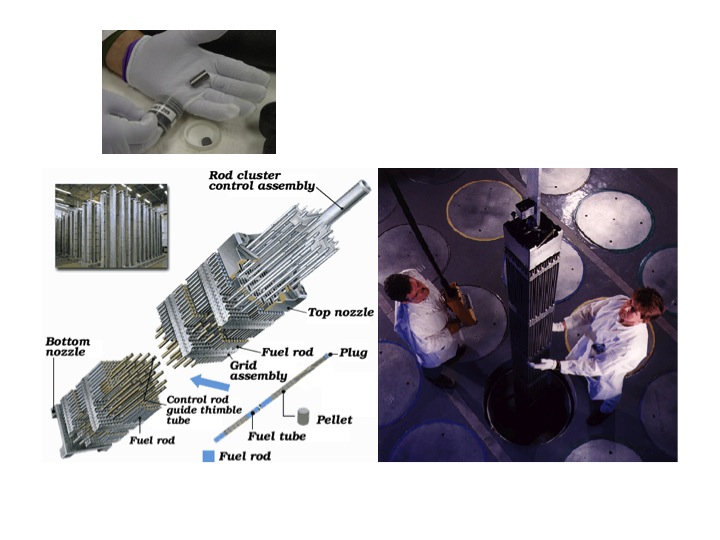 Rod cluster
control assembly
Top nozzle
Bottom
nozzle
Fuel rod
Plug
Grid
assembly
Control rod
guide thimble
tube
Pellet
Fuel rod
Fuel tube
Fuel rod